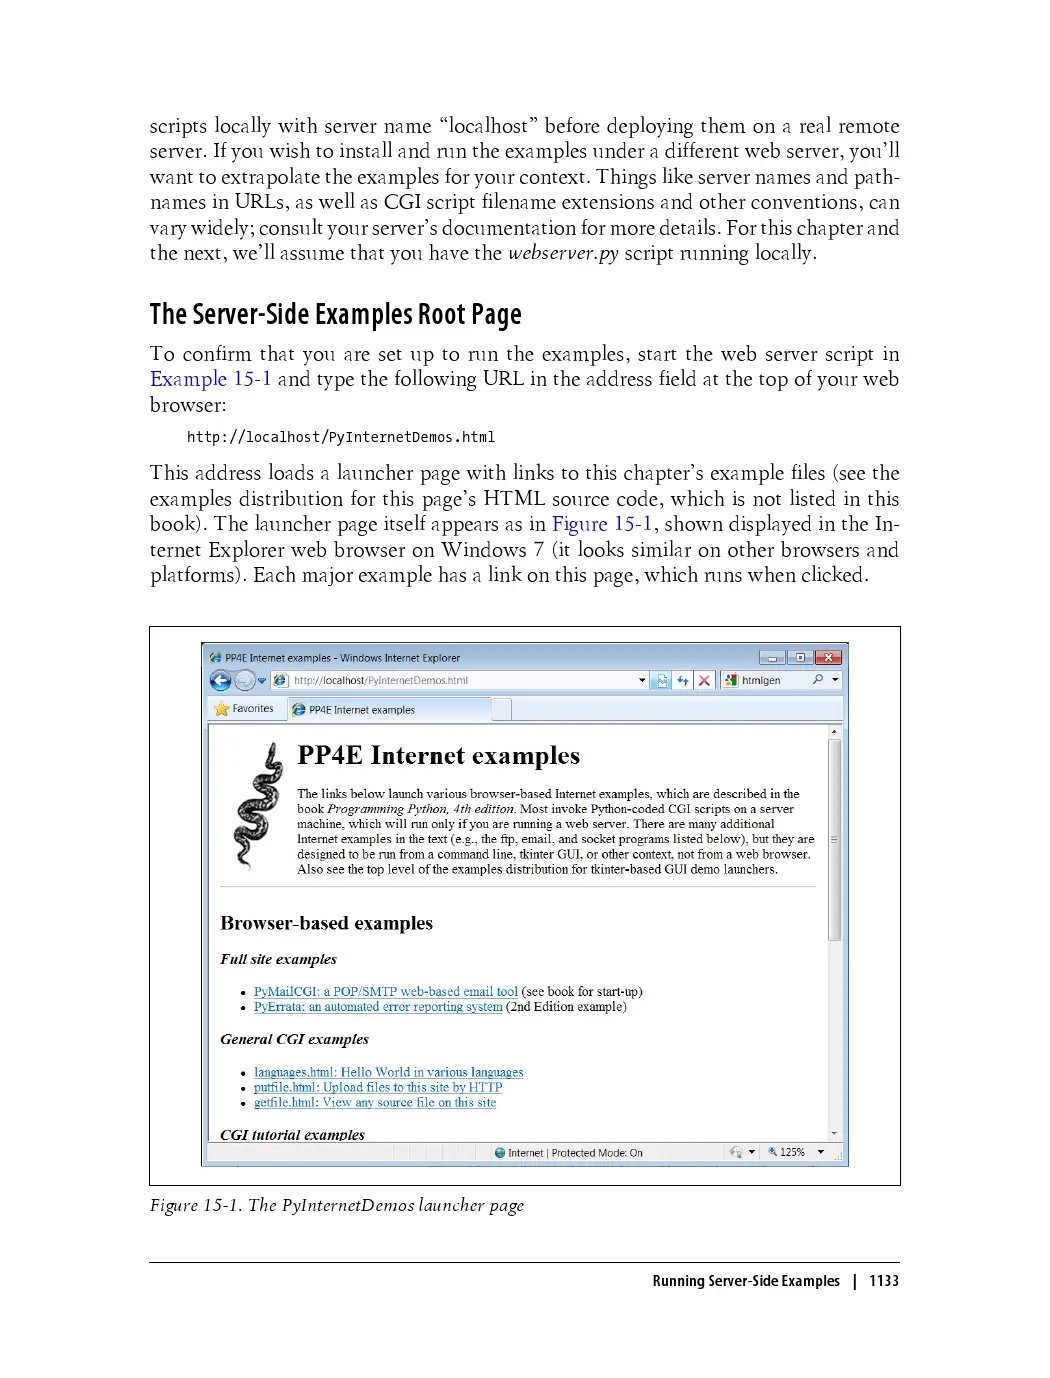 scripts locally with server name “localhost” before deploying them on a real remote
server. If you wish to install and run the examples under a different web server, you’ll
want to extrapolate the examples for your context. Things like server names and path-
names in URLs, as well as CGI script filename extensions and other conventions, can
vary widely; consult your server’s documentation for more details. For this chapter and
the next, we’ll assume that you have the webserver.py script running locally.
The Server-Side Examples Root Page
To confirm that you are set up to run the examples, start the web server script in
Example 15-1 and type the following URL in the address field at the top of your web
browser:
http://localhost/PyInternetDemos.html
This address loads a launcher page with links to this chapter’s example files (see the
examples distribution for this page’s HTML source code, which is not listed in this
book). The launcher page itself appears as in Figure 15-1, shown displayed in the In-
ternet Explorer web browser on Windows 7 (it looks similar on other browsers and
platforms). Each major example has a link on this page, which runs when clicked.
PP4E Internet examples - Windows Internet Explorer
http://localhost/PyInternetDemos.html
htmlgen
Favorites
PP4E Internet examples
PP4E Internet examples
The links below launch various browser-based Internet examples, which are described in the
book Programming Python, 4th edition. Most invoke Python-coded CGI scripts on a server
machine, which will run only if you are running a web server. There are many additional
Internet examples in the text (e.g., the ftp, email, and socket programs listed below), but they are
designed to be run from a command line, tkinter GUI, or other context, not from a web browser.
Also see the top level of the examples distribution for tkinter-based GUI demo launchers.
Browser-based examples
Full site examples
• PyMailCGI: a POP/SMTP web-based email tool (see book for start-up)
• PyErrata: an automated error reporting system (2nd Edition example)
General CGI examples
• languages.html: Hello World in various languages
• putfile.html: Upload files to this site by HTTP
• getfile.html: View any source file on this site
CGI tutorial examples
Internet | Protected Mode: On
125%
Figure 15-1. The PyInternetDemos launcher page
Running Server-Side Examples | 1133